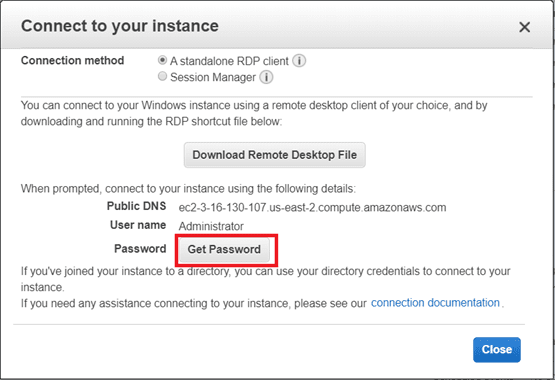 Connect to your instance
Connection method
A standalone RDP client
Session Manager
You can connect to your Windows instance using a remote desktop client of your choice, and by
downloading and running the RDP shortcut file below:
Download Remote Desktop File
When prompted, connect to your instance using the following details:
Public DNS ec2-3-16-130-107.us-east-2.compute.amazonaws.com
User name Administrator
Password Get Password
If you've joined your instance to a directory, you can use your directory credentials to connect to your
instance.
If you need any assistance connecting to your instance, please see our connection documentation.
Close